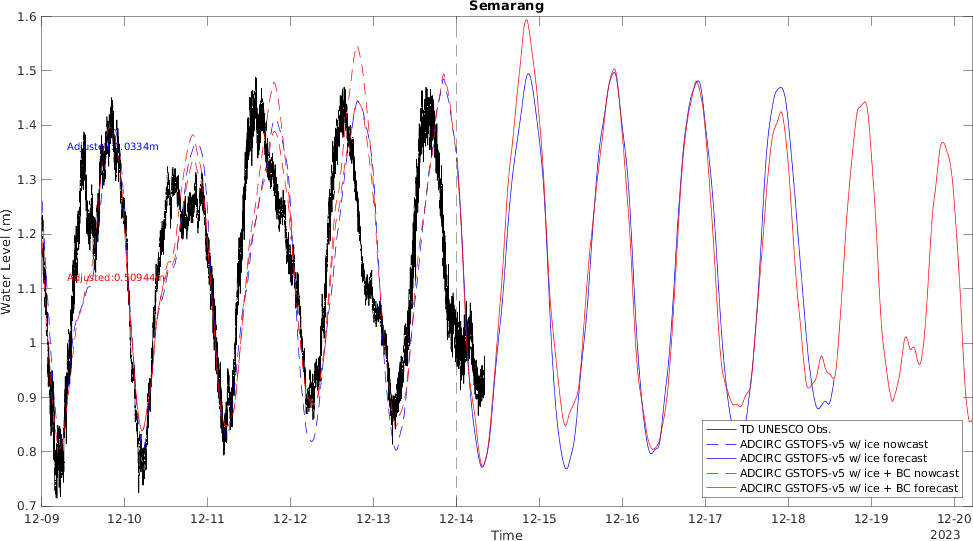 Semarang
1.6
1.5
1.4
1.3
1.2
1.1
1
0.9
0.8
0.7
Water Level (m)
Adjusted:0.0334m
Adjusted:0.50944m
TD UNESCO Obs.
ADCIRC GSTOFS-v5 w/ ice nowcast
ADCIRC GSTOFS-v5 w/ ice forecast
ADCIRC GSTOFS-v5 w/ ice + BC nowcast
ADCIRC GSTOFS-v5 w/ ice + BC forecast
12-09 12-10 12-11 12-12 12-13 12-14 12-15 12-16 12-17 12-18 12-19 12-20
Time
2023